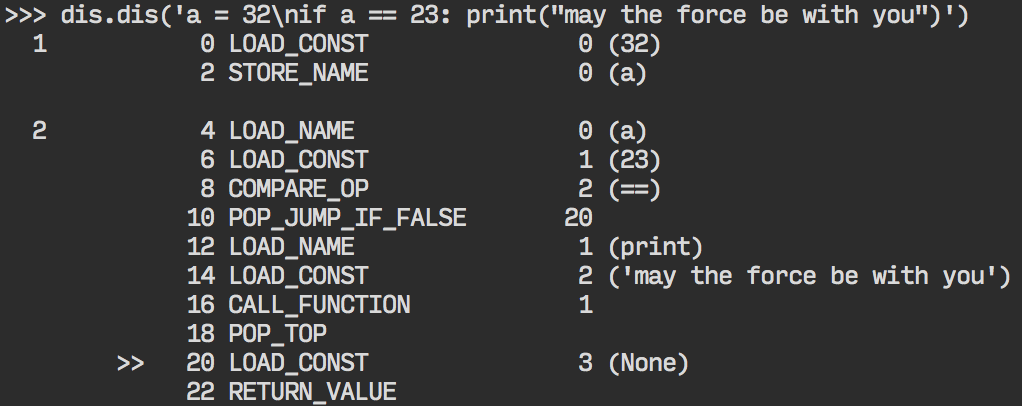 >>> dis.dis('a = 32\nif a == 23: print("may the force be with you")')
  1           0 LOAD_CONST               0 (32)
              2 STORE_NAME               0 (a)

  2           4 LOAD_NAME                0 (a)
              6 LOAD_CONST               1 (23)
              8 COMPARE_OP               2 (==)
             10 POP_JUMP_IF_FALSE       20
             12 LOAD_NAME                1 (print)
             14 LOAD_CONST               2 ('may the force be with you')
             16 CALL_FUNCTION            1
             18 POP_TOP
        >>   20 LOAD_CONST               3 (None)
             22 RETURN_VALUE